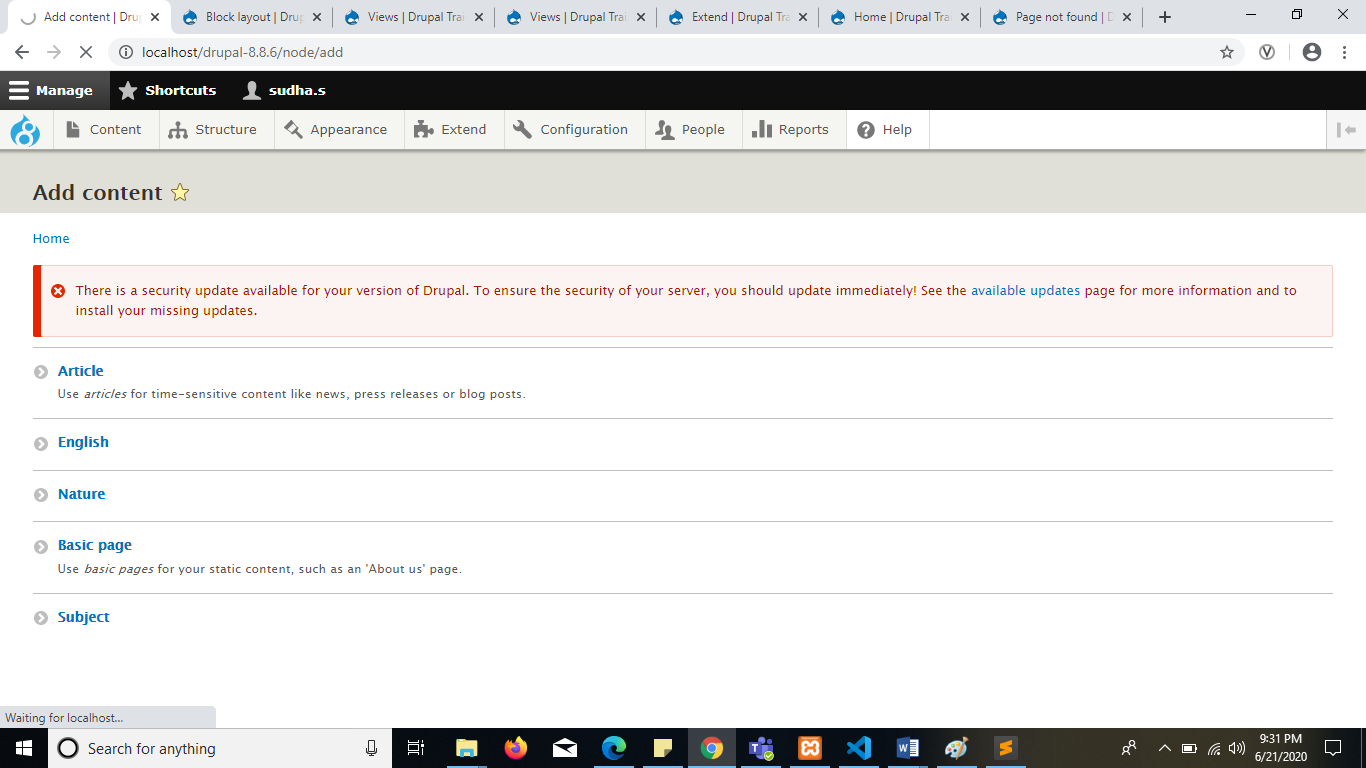 Add content | Dru
Block layout | Drup
Views | Drupal Trai
Views | Drupal Trai
Extend | Drupal Tra
Home | Drupal Trai
Page not found | D
localhost/drupal-8.8.6/node/add
Manage
Shortcuts
sudha.s
Content
Structure
Appearance
Extend
Configuration
People
Reports
Help
Add content
Home
There is a security update available for your version of Drupal. To ensure the security of your server, you should update immediately! See the available updates page for more information and to
install your missing updates.
Article
Use articles for time-sensitive content like news, press releases or blog posts.
English
Nature
Basic page
Use basic pages for your static content, such as an 'About us' page.
Subject
Waiting for localhost...
Search for anything
9:31 PM
6/21/2020